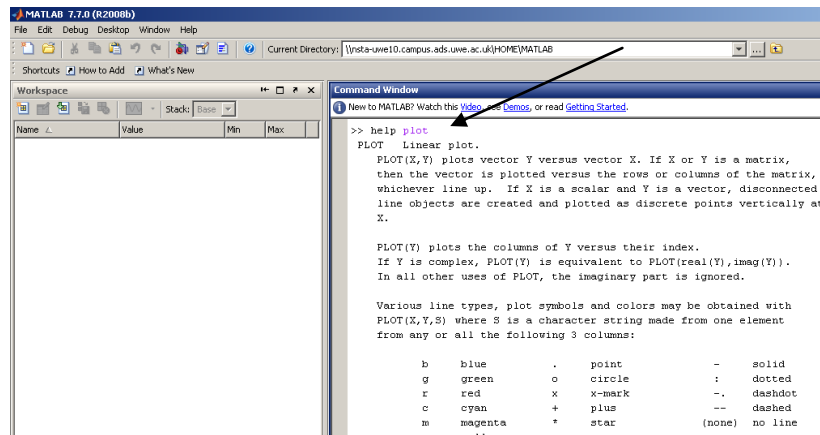 MATLAB 7.7.0 (R2008b)
File Edit Debug Desktop Window Help
Current Directory: \\nsta-uwe10.campus.ads.uwe.ac.uk\HOME\MATLAB
Shortcuts How to Add What's New
Workspace
Stack: Base
Name Value Min Max
Command Window
New to MATLAB? Watch this Video, see Demos, or read Getting Started.
>> help plot
PLOT Linear plot.
PLOT(X,Y) plots vector Y versus vector X. If X or Y is a matrix,
then the vector is plotted versus the rows or columns of the matrix,
whichever line up. If X is a scalar and Y is a vector, disconnected
line objects are created and plotted as discrete points vertically at
X.
PLOT(Y) plots the columns of Y versus their index.
If Y is complex, PLOT(Y) is equivalent to PLOT(real(Y),imag(Y)).
In all other uses of PLOT, the imaginary part is ignored.
Various line types, plot symbols and colors may be obtained with
PLOT(X,Y,S) where S is a character string made from one element
from any or all the following 3 columns:
b blue . point - solid
g green o circle : dotted
r red x x-mark -. dashdot
c cyan + plus -- dashed
m magenta * star (none) no line